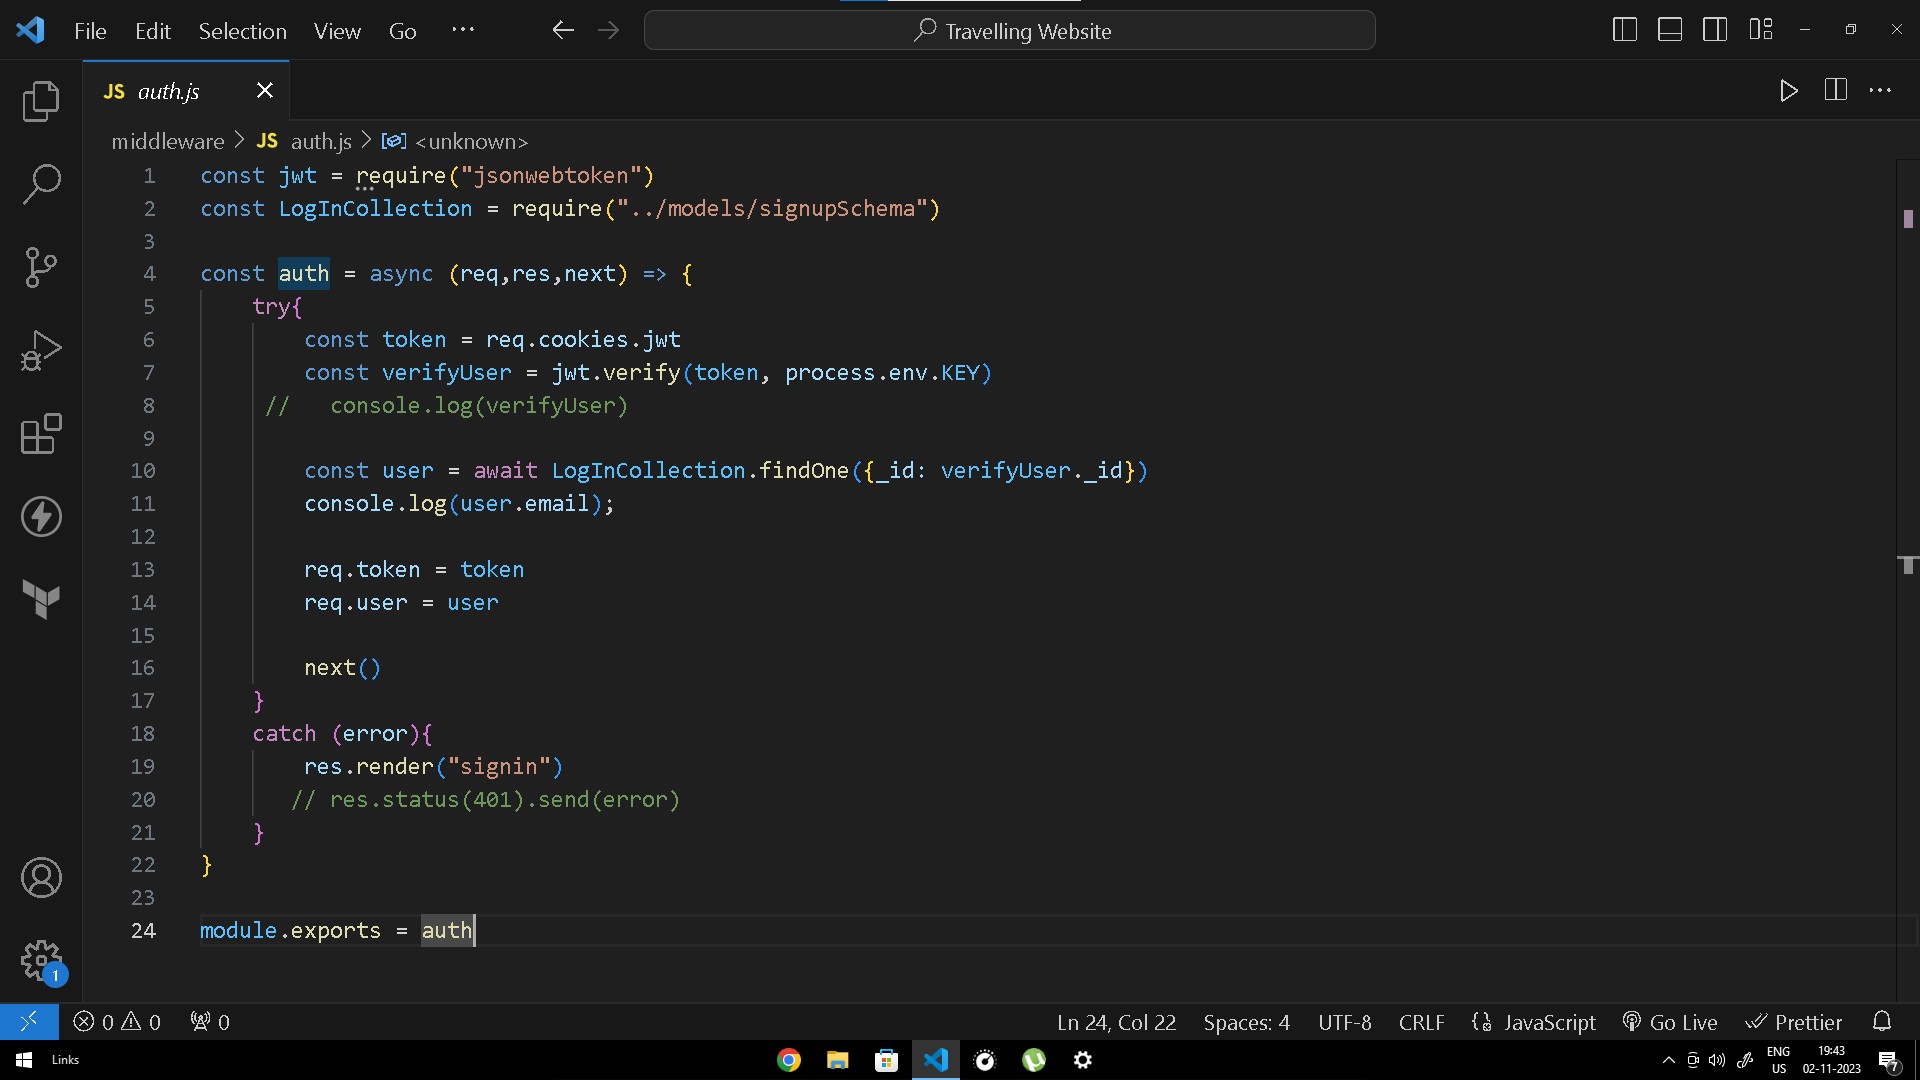 File Edit Selection View Go ··· Travelling Website
JS auth.js
middleware > JS auth.js > <unknown>
1 const jwt = require("jsonwebtoken")
2 const LogInCollection = require("../models/signupSchema")
3
4 const auth = async (req,res,next) => {
5 try{
6 const token = req.cookies.jwt
7 const verifyUser = jwt.verify(token, process.env.KEY)
8 // console.log(verifyUser)
9
10 const user = await LogInCollection.findOne({_id: verifyUser._id})
11 console.log(user.email);
12
13 req.token = token
14 req.user = user
15
16 next()
17 }
18 catch (error){
19 res.render("signin")
20 // res.status(401).send(error)
21 }
22 }
23
24 module.exports = auth
1
0 0 0 Ln 24, Col 22 Spaces: 4 UTF-8 CRLF {} JavaScript Go Live Prettier
Links ENG US 19:43 02-11-2023 7